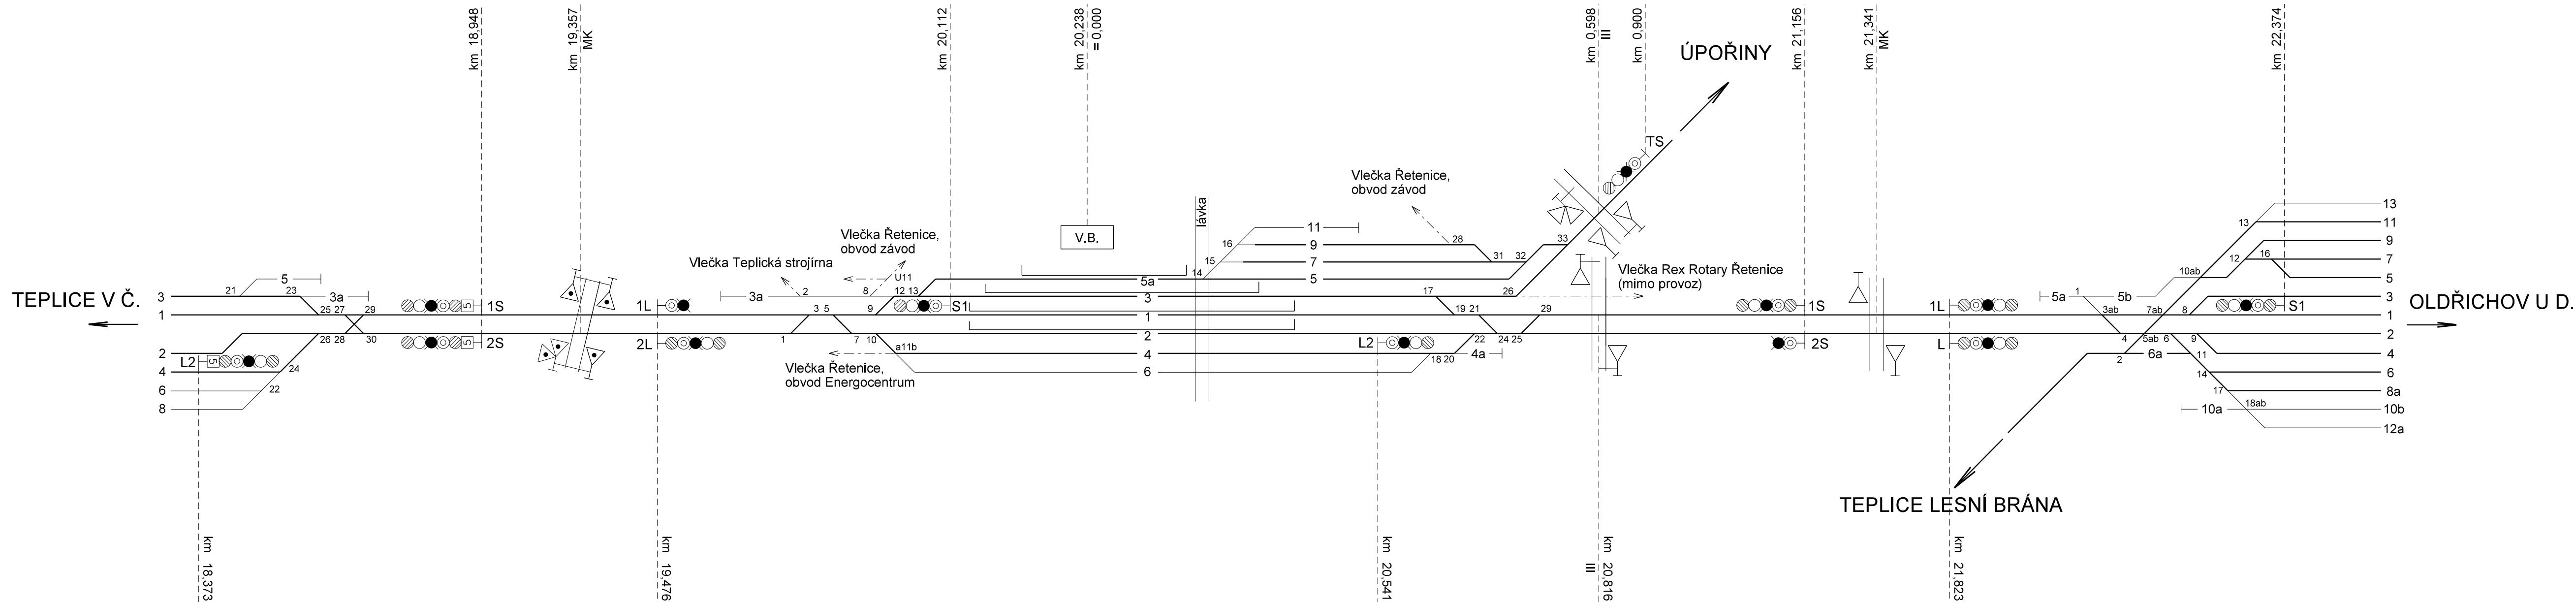 km 18,948
km 19,357
MK
km 20,112
km 20,238
= 0,000
km 0,598
III
km 0,900
km 21,156
km 21,341
MK
km 22,374
ÚPOŘINY
TS
Vlečka Řetenice,
obvod závod
lávka
V.B.
Vlečka Řetenice,
obvod závod
Vlečka Teplická strojírna
U11
Vlečka Rex Rotary Řetenice
(mimo provoz)
TEPLICE V Č.
OLDŘICHOV U D.
3
21
5
23
3a
1
25 27 29
5
1S
1L
3a
2
8
12 13
3 5
9
S1
5a
14
15
16
11
9
7
5
3
1
28
31 32
33
17
26
19 21
29
1S
1L
5a
1
5b
3ab
7ab
8
10ab
12
13
16
S1
13
11
9
7
5
3
1
2
L2
5
4
6
8
22
24
26 28 30
5
2S
2L
1
7 10
a11b
2
4
6
L2
18 20
22
4a
24 25
2S
L
4
2
5ab
6
6a
11
14
17
10a
18ab
2
4
6
8a
10b
12a
Vlečka Řetenice,
obvod Energocentrum
TEPLICE LESNÍ BRÁNA
km 18,373
km 19,476
km 20,541
III
km 20,816
km 21,823